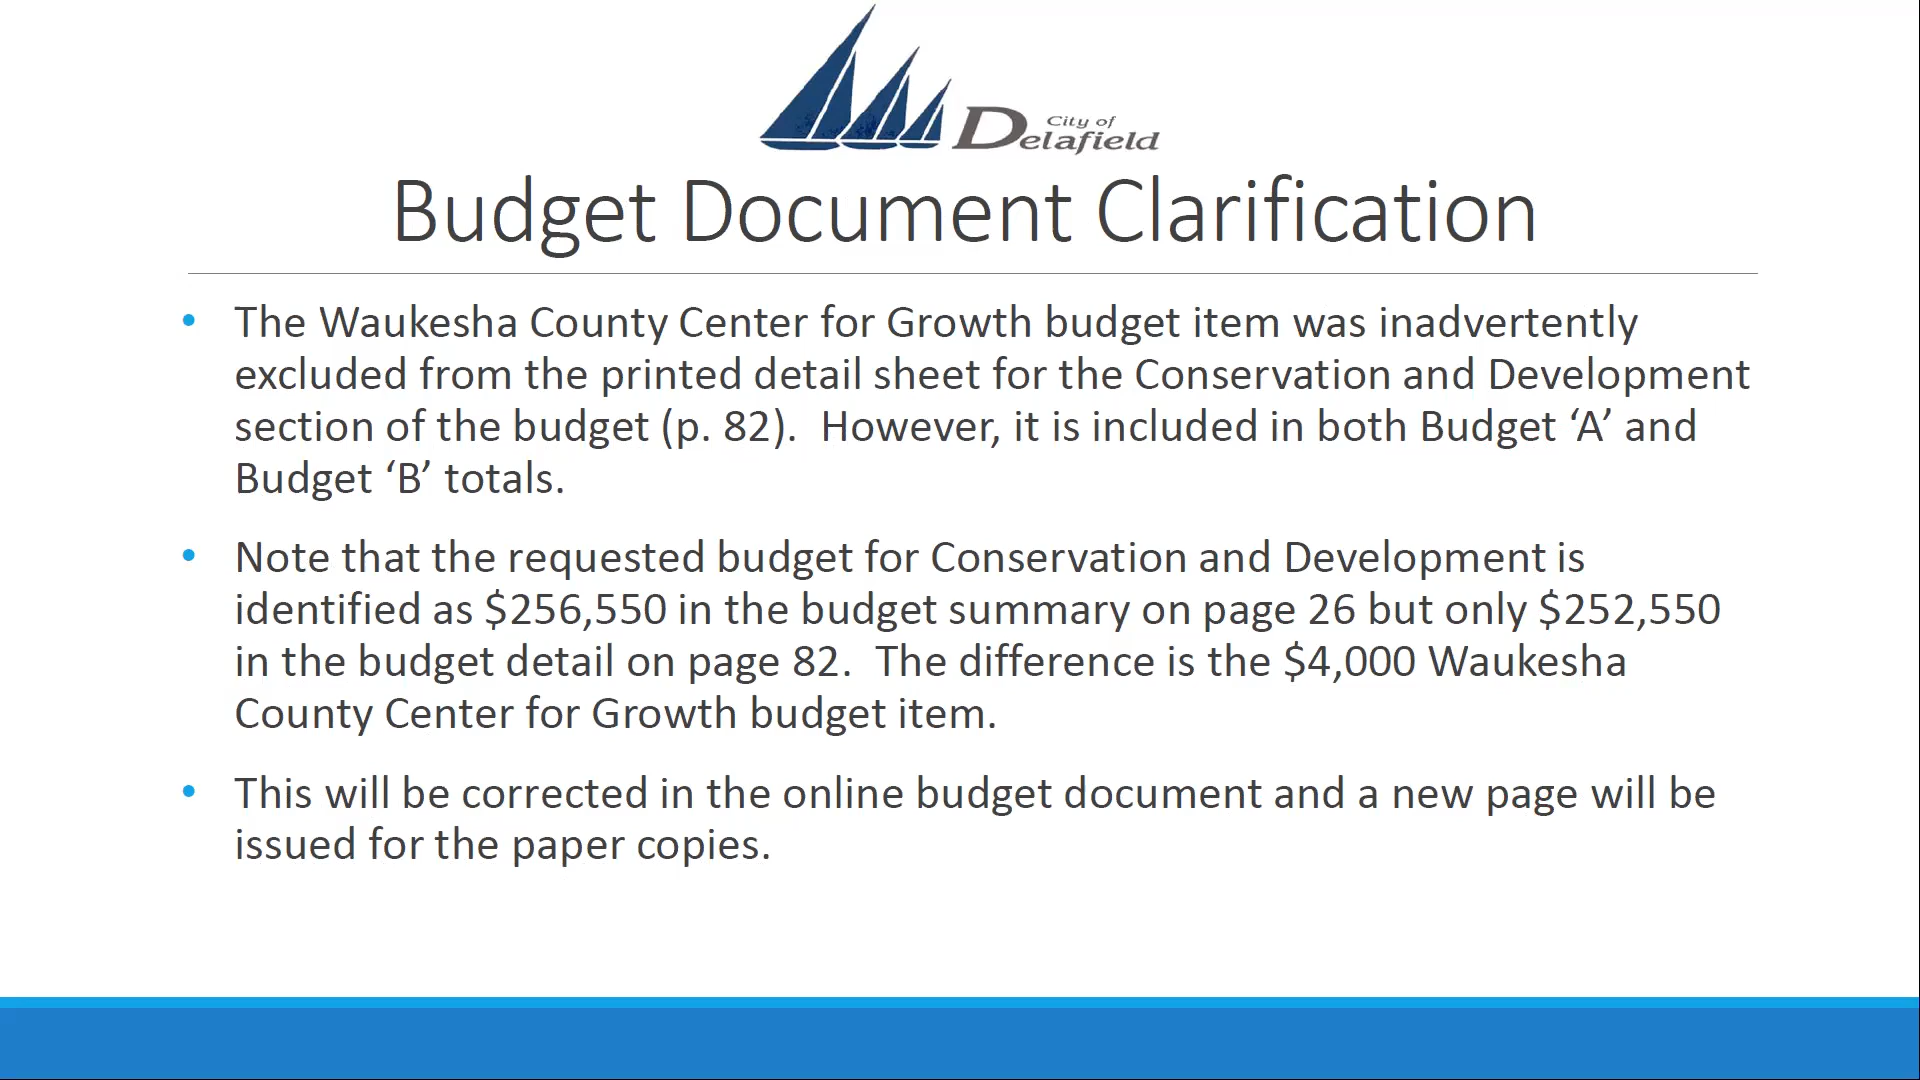 City of
Delafield
Budget Document Clarification
• The Waukesha County Center for Growth budget item was inadvertently
excluded from the printed detail sheet for the Conservation and Development
section of the budget (p. 82).  However, it is included in both Budget ‘A’ and
Budget ‘B’ totals.
• Note that the requested budget for Conservation and Development is
identified as $256,550 in the budget summary on page 26 but only $252,550
in the budget detail on page 82.  The difference is the $4,000 Waukesha
County Center for Growth budget item.
• This will be corrected in the online budget document and a new page will be
issued for the paper copies.